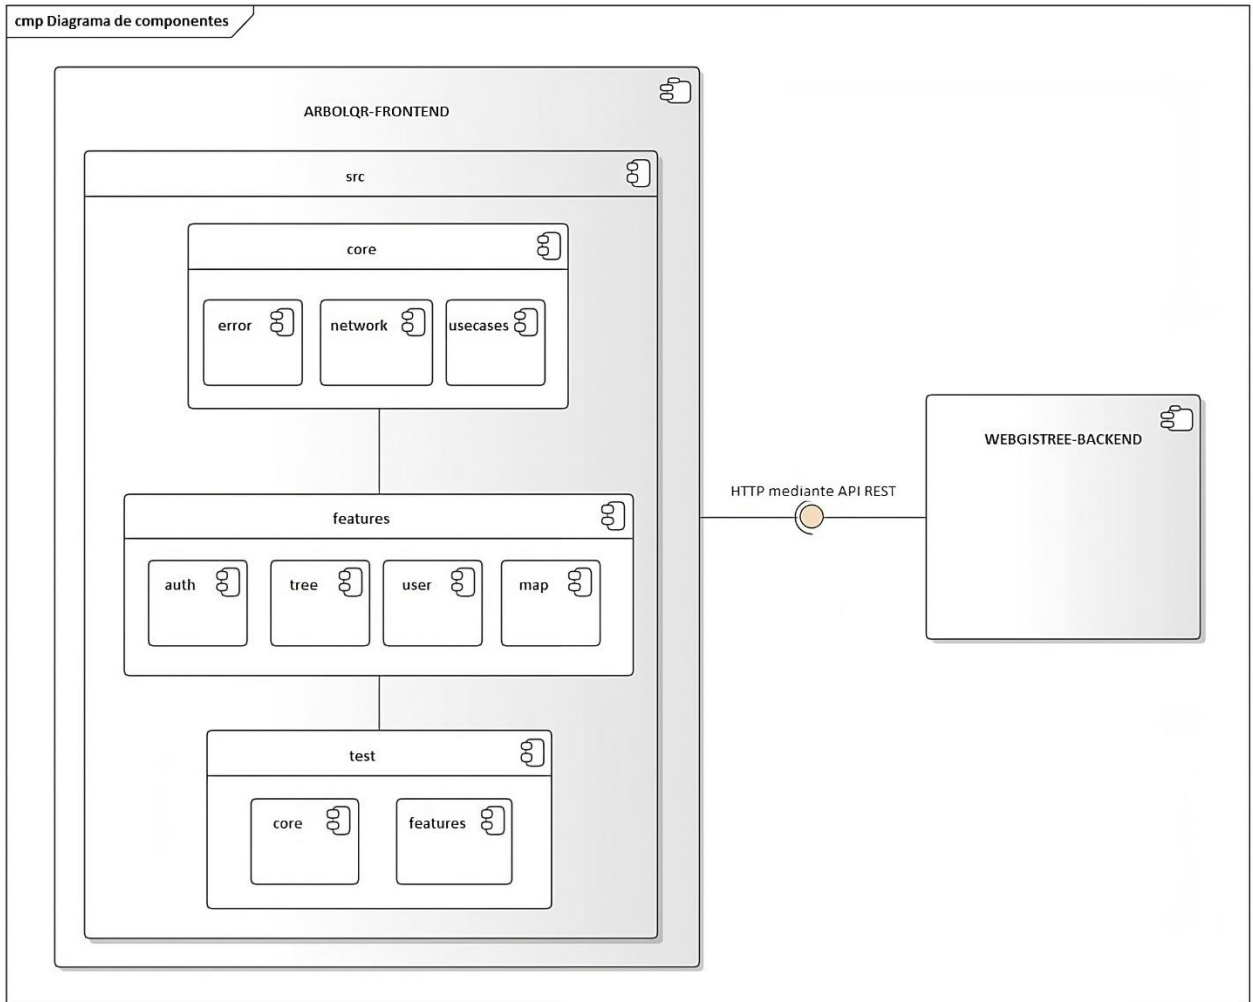 cmp Diagrama de componentes
ARBOLQR-FRONTEND
src
core
error
network
usecases
features
auth
tree
user
map
test
core
features
HTTP mediante API REST
WEBGISTREE-BACKEND